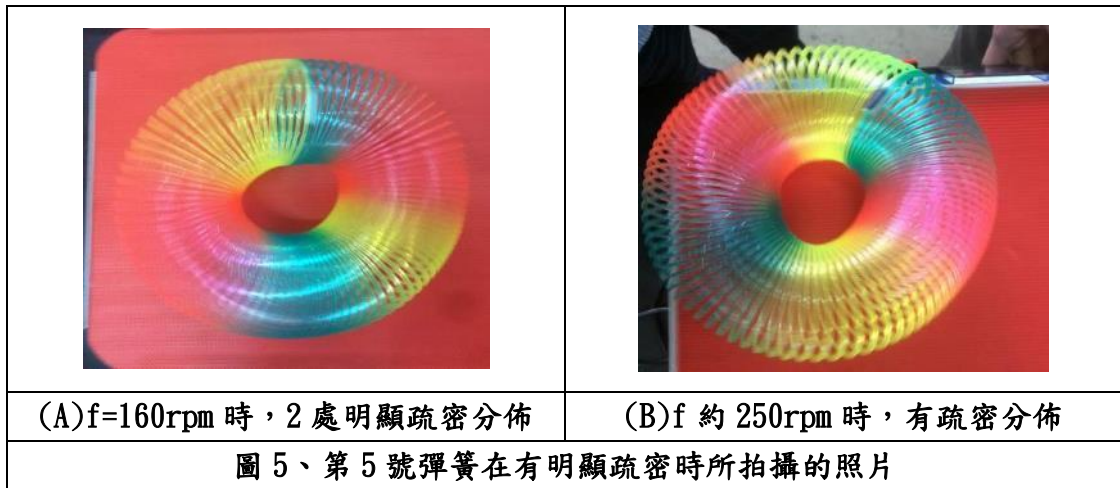 (A)f=160rpm 時，2 處明顯疏密分佈
(B)f 約 250rpm 時，有疏密分佈
圖 5、第 5 號彈簧在有明顯疏密時所拍攝的照片